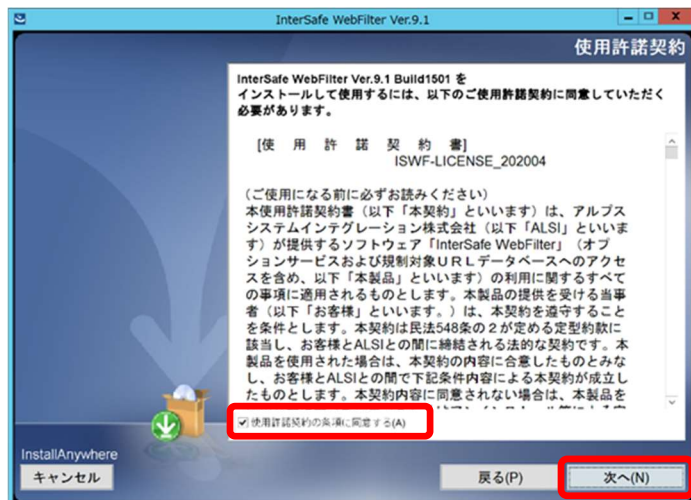 InterSafe WebFilter Ver.9.1
使用許諾契約
InterSafe WebFilter Ver.9.1 Build1501 を
インストールして使用するには、以下のご使用許諾契約に同意していただく
必要があります。
[使 用 許 諾 契 約 書]
ISWF-LICENSE_202004
(ご使用になる前に必ずお読みください)
本使用許諾契約書（以下「本契約」といいます）は、アルプス
システムインテグレーション株式会社（以下「ALSI」といいま
す）が提供するソフトウェア「InterSafe WebFilter」（オプ
ションサービスおよび規制対象ＵＲＬデータベースへのアクセ
スを含め、以下「本製品」といいます）の利用に関するすべて
の事項に適用されるものとします。本製品の提供を受ける当事
者（以下「お客様」といいます。）は、本契約を遵守すること
を条件とします。本契約は民法548条の２が定める定型約款に
該当し、お客様とALSIとの間に締結される法的な契約です。本
製品を使用された場合は、本契約の内容に合意したものとみな
し、お客様とALSIとの間で下記条件内容による本契約が成立し
たものとします。本契約内容に同意されない場合は、本製品を
使用許諾契約の条項に同意する(A)
InstallAnywhere
キャンセル
戻る(P)
次へ(N)